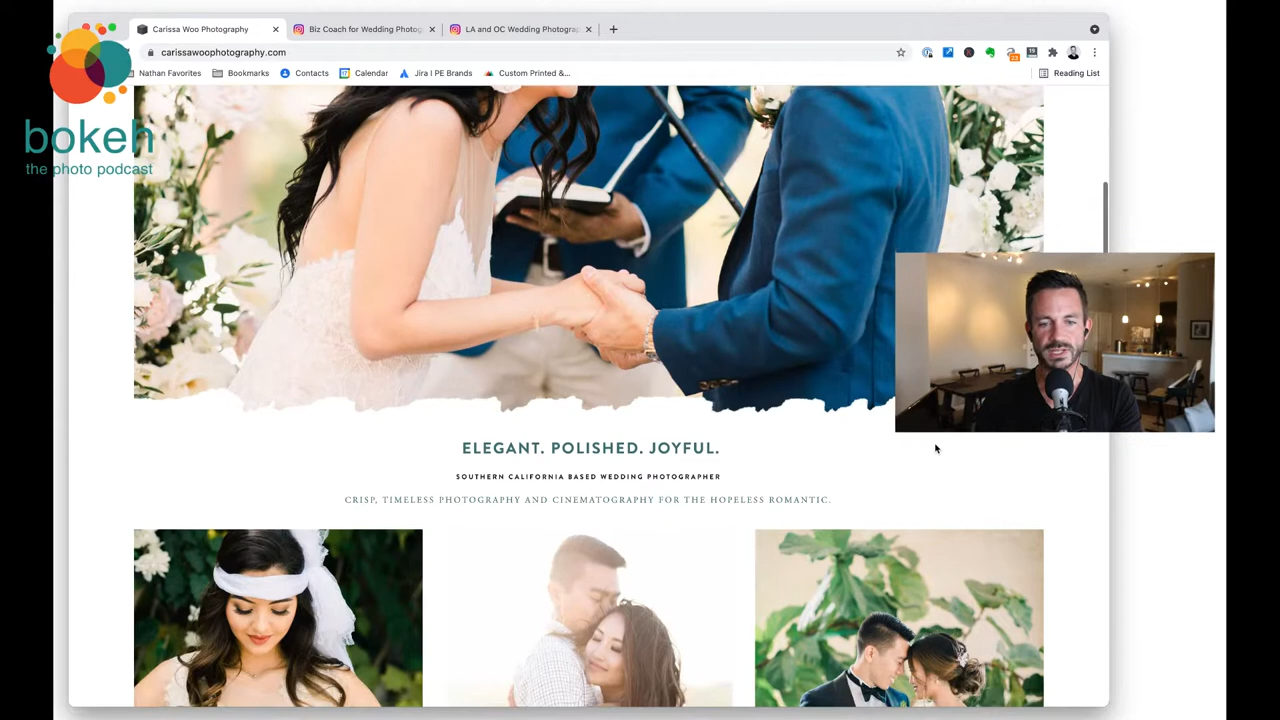 Carissa Woo Photography
Biz Coach for Wedding Photog
LA and OC Wedding Photogra
carissawoophotography.com
Nathan Favorites
Bookmarks
Contacts
Calendar
Jira I PE Brands
Custom Printed &...
Reading List
bokeh
the photo podcast
ELEGANT. POLISHED. JOYFUL.
SOUTHERN CALIFORNIA BASED WEDDING PHOTOGRAPHER
CRISP, TIMELESS PHOTOGRAPHY AND CINEMATOGRAPHY FOR THE HOPELESS ROMANTIC.